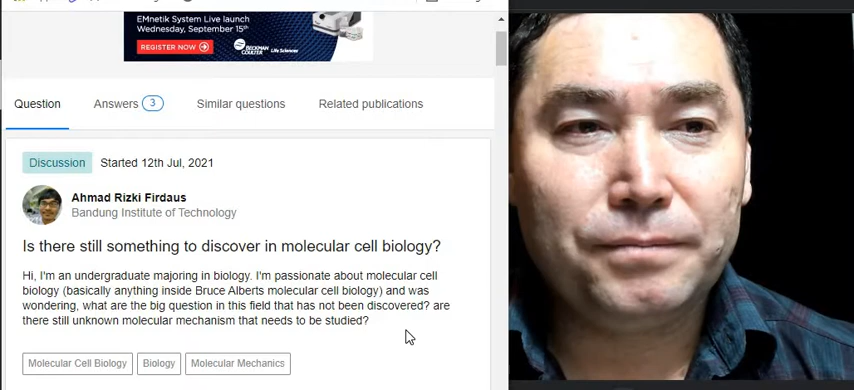 EMnetik System Live launch
Wednesday, September 15th
REGISTER NOW
BECKMAN
COULTER
Life Sciences
Question
Answers 3
Similar questions
Related publications
Discussion
Started 12th Jul, 2021
Ahmad Rizki Firdaus
Bandung Institute of Technology
Is there still something to discover in molecular cell biology?
Hi, I'm an undergraduate majoring in biology. I'm passionate about molecular cell
biology (basically anything inside Bruce Alberts molecular cell biology) and was
wondering, what are the big question in this field that has not been discovered? are
there still unknown molecular mechanism that needs to be studied?
Molecular Cell Biology
Biology
Molecular Mechanics